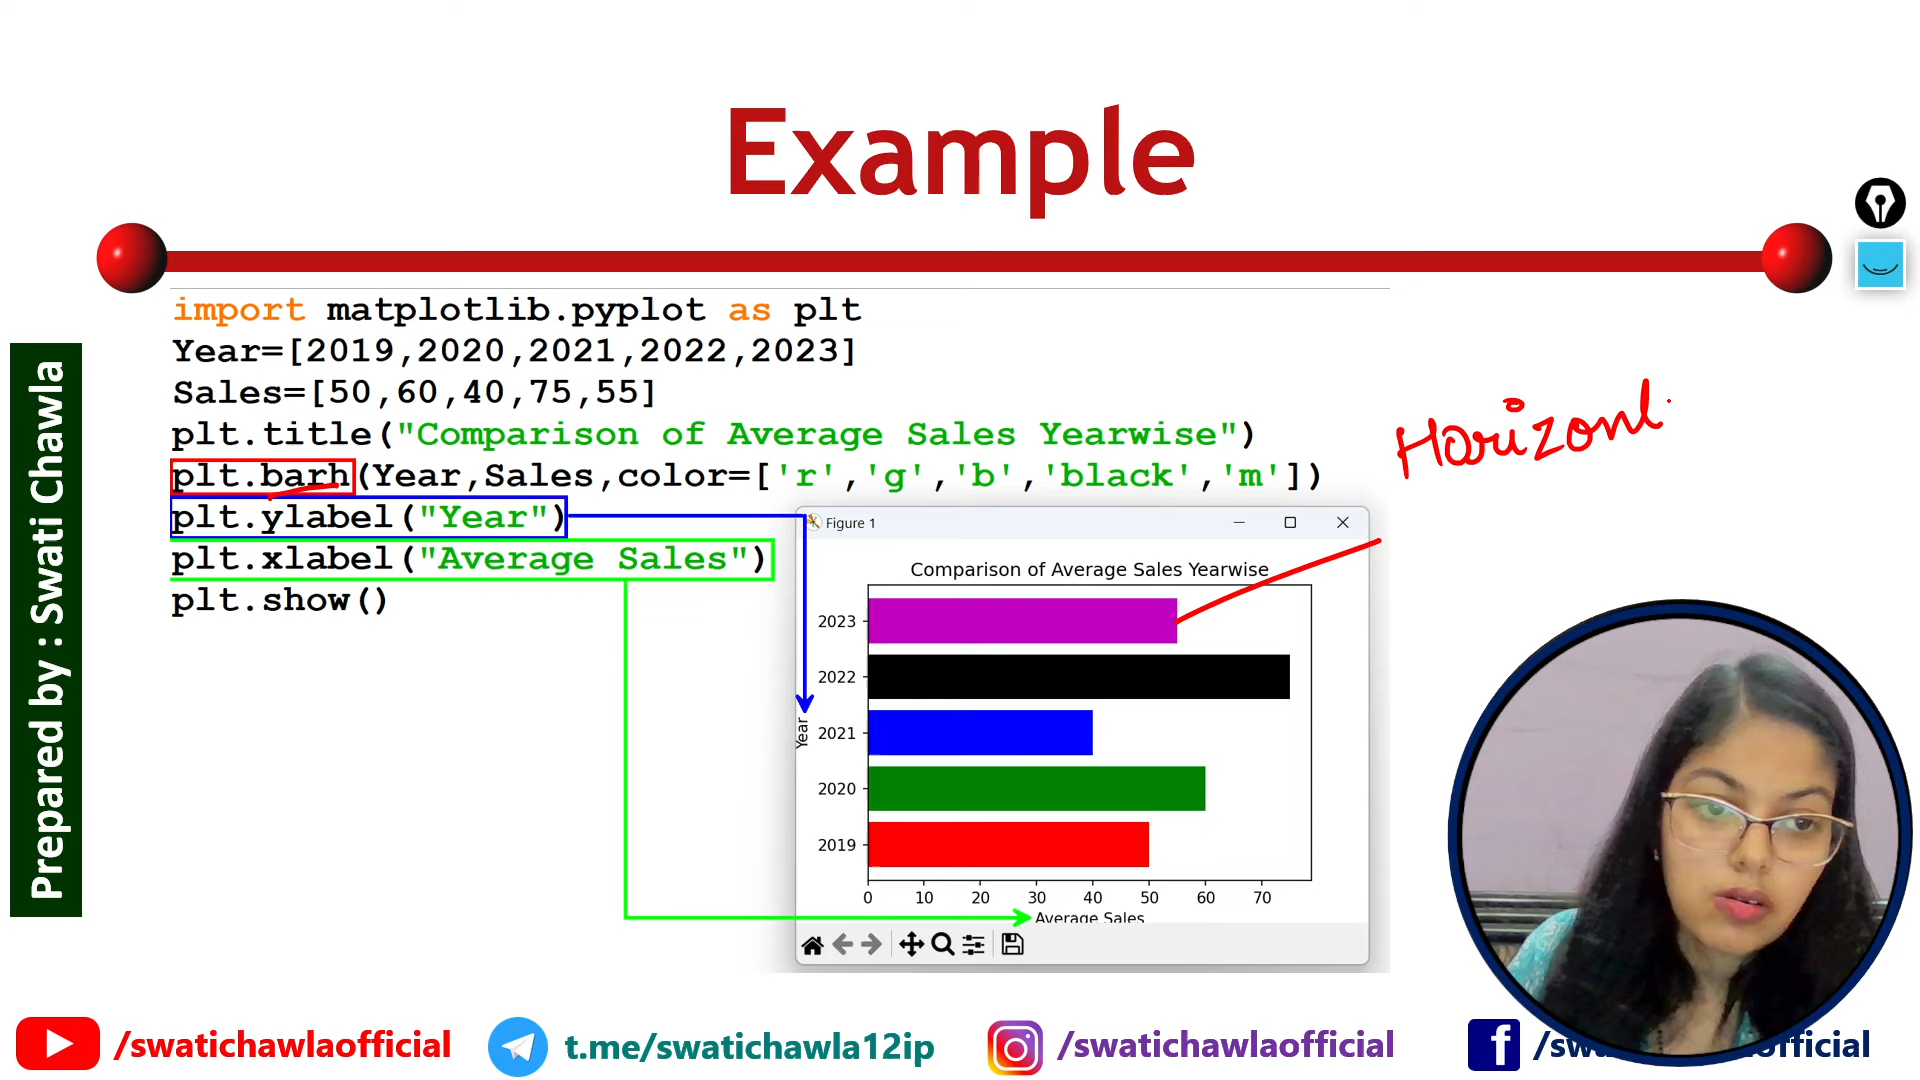 Example
import matplotlib.pyplot as plt
Year=[2019,2020,2021,2022,2023]
Sales=[50,60,40,75,55]
plt.title("Comparison of Average Sales Yearwise")
plt.barh(Year,Sales,color=['r','g','b','black','m'])
plt.ylabel("Year")
plt.xlabel("Average Sales")
plt.show()
Horizont
Figure 1
Comparison of Average Sales Yearwise
2023
2022
2021
2020
2019
Year
0 10 20 30 40 50 60 70
Average Sales
Prepared by : Swati Chawla
/swatichawlaofficial
t.me/swatichawla12ip
/swatichawlaofficial